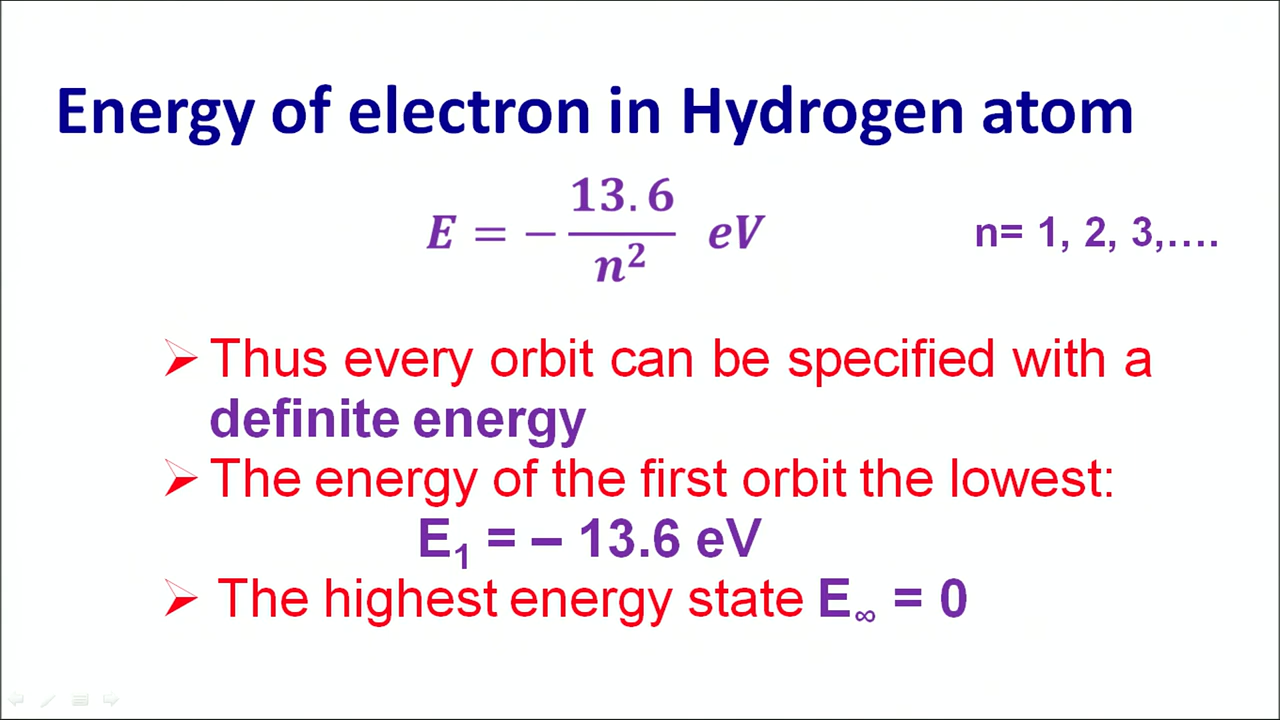 Energy of electron in Hydrogen atom
E = − 13.6/n² eV n= 1, 2, 3,….
➢ Thus every orbit can be specified with a
definite energy
➢ The energy of the first orbit the lowest:
E₁ = – 13.6 eV
➢ The highest energy state E∞ = 0